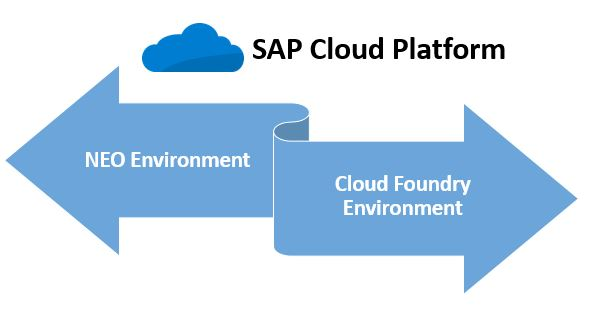 SAP Cloud Platform
NEO Environment
Cloud Foundry
Environment